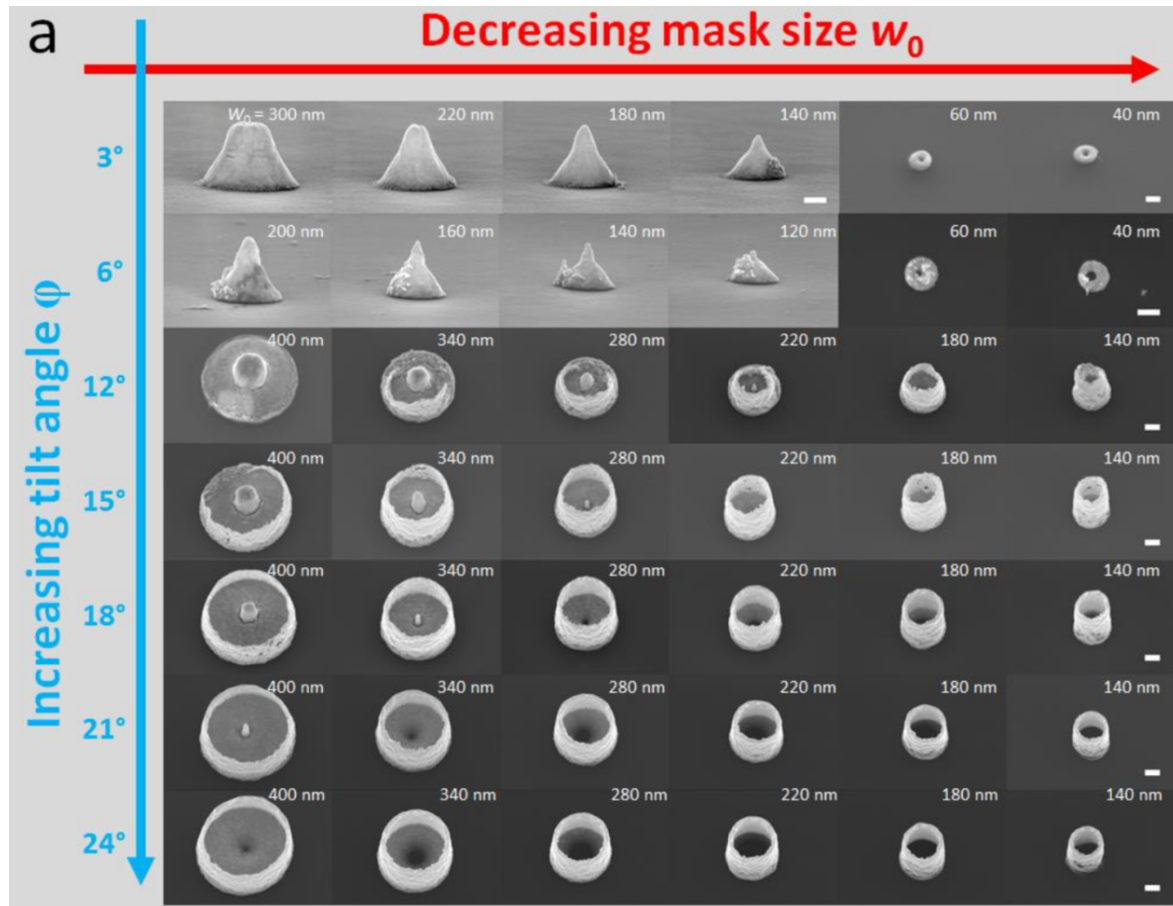 a
Decreasing mask size w₀
Increasing tilt angle φ
3°
W₀ = 300 nm
220 nm
180 nm
140 nm
60 nm
40 nm
6°
200 nm
160 nm
140 nm
120 nm
60 nm
40 nm
12°
400 nm
340 nm
280 nm
220 nm
180 nm
140 nm
15°
400 nm
340 nm
280 nm
220 nm
180 nm
140 nm
18°
400 nm
340 nm
280 nm
220 nm
180 nm
140 nm
21°
400 nm
340 nm
280 nm
220 nm
180 nm
140 nm
24°
400 nm
340 nm
280 nm
220 nm
180 nm
140 nm